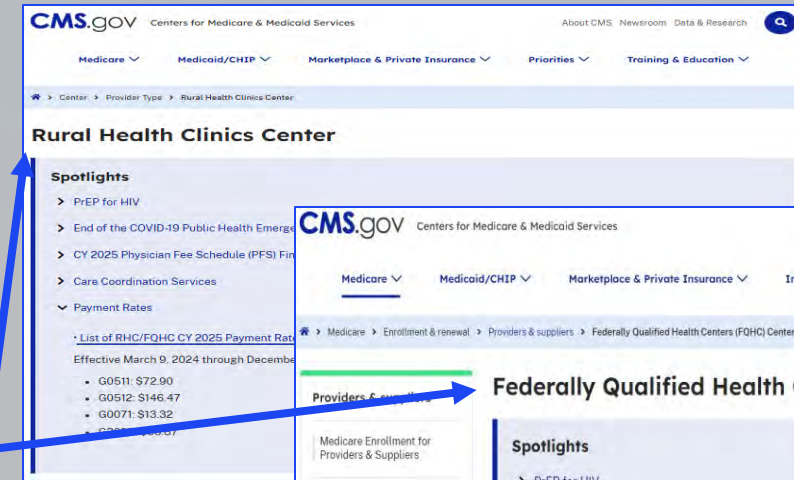 CMS.gov Centers for Medicare & Medicaid Services
About CMS Newsroom Data & Research
Medicare Medicaid/CHIP Marketplace & Private Insurance Priorities Training & Education
> Center > Provider Type > Rural Health Clinics Center
Rural Health Clinics Center
Spotlights
> PrEP for HIV
> End of the COVID-19 Public Health Emerge
> CY 2025 Physician Fee Schedule (PFS) Fin
> Care Coordination Services
Payment Rates
• List of RHC/FQHC CY 2025 Payment Rate
Effective March 9, 2024 through Decembe
• G0511: $72.90
• G0512: $146.47
• G0071: $13.32
CMS.gov Centers for Medicare & Medicaid Services
Medicare Medicaid/CHIP Marketplace & Private Insurance
> Medicare > Enrollment & renewal > Providers & suppliers > Federally Qualified Health Centers (FQHC) Center
Providers & suppliers
Federally Qualified Health
Medicare Enrollment for
Providers & Suppliers
Spotlights
> PrEP for HIV